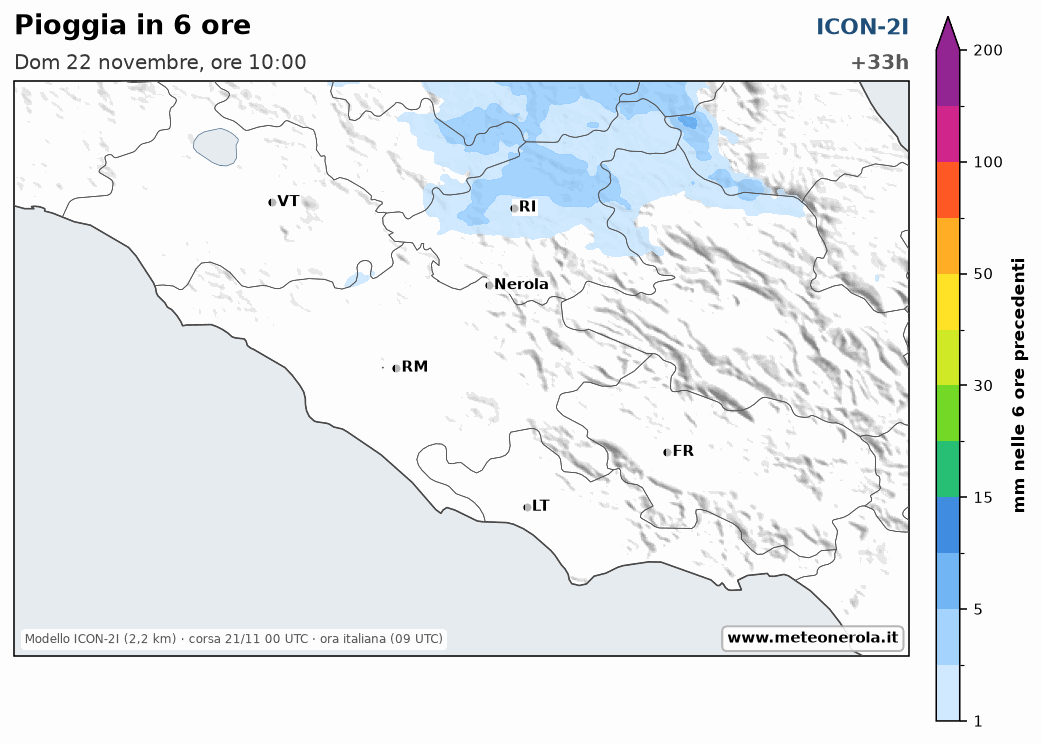 Pioggia in 6 ore
ICON-2I
Dom 22 novembre, ore 10:00
+33h
200
100
50
30
15
5
1
mm nelle 6 ore precedenti
VT
RI
Nerola
RM
FR
LT
Modello ICON-2I (2,2 km) · corsa 21/11 00 UTC · ora italiana (09 UTC)
www.meteonerola.it